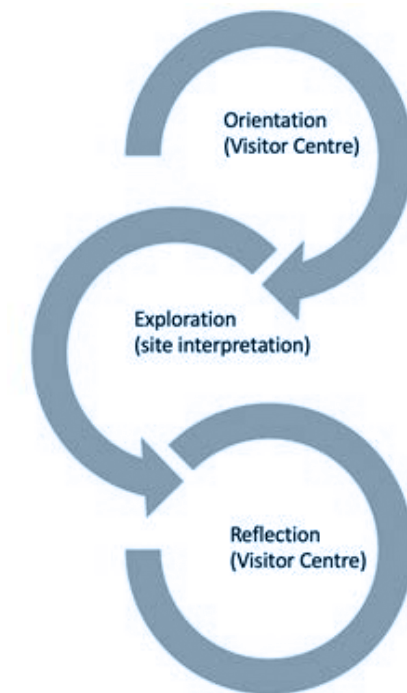 Orientation
(Visitor Centre)
Exploration
(site interpretation)
Reflection
(Visitor Centre)